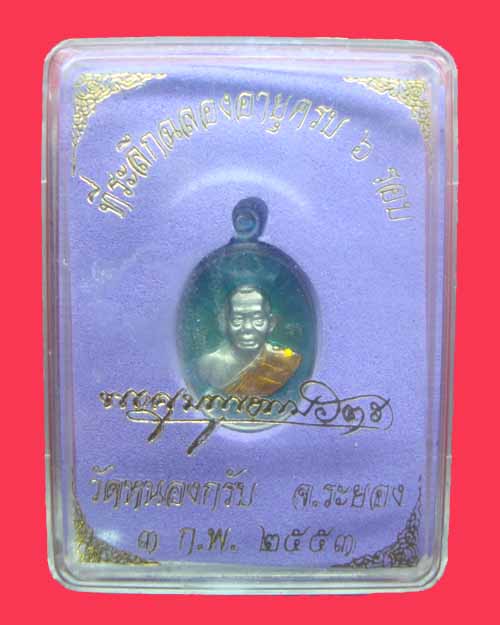 ที่ระลึกฉลองอายุครบ ๖ รอบ
วัดหนองกรับ จ.ระยอง
๓ ก.พ. ๒๕๕๓